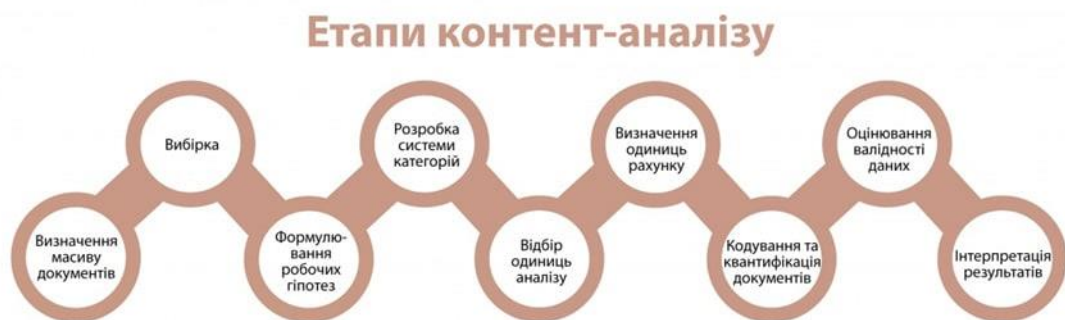 Етапи контент-аналізу
Визначення
масиву
документів
Вибірка
Формулю-
вання
робочих
гіпотез
Розробка
системи
категорій
Відбір
одиниць
аналізу
Визначення
одиниць
рахунку
Кодування та
квантифікація
документів
Оцінювання
валідності
даних
Інтерпретація
результатів